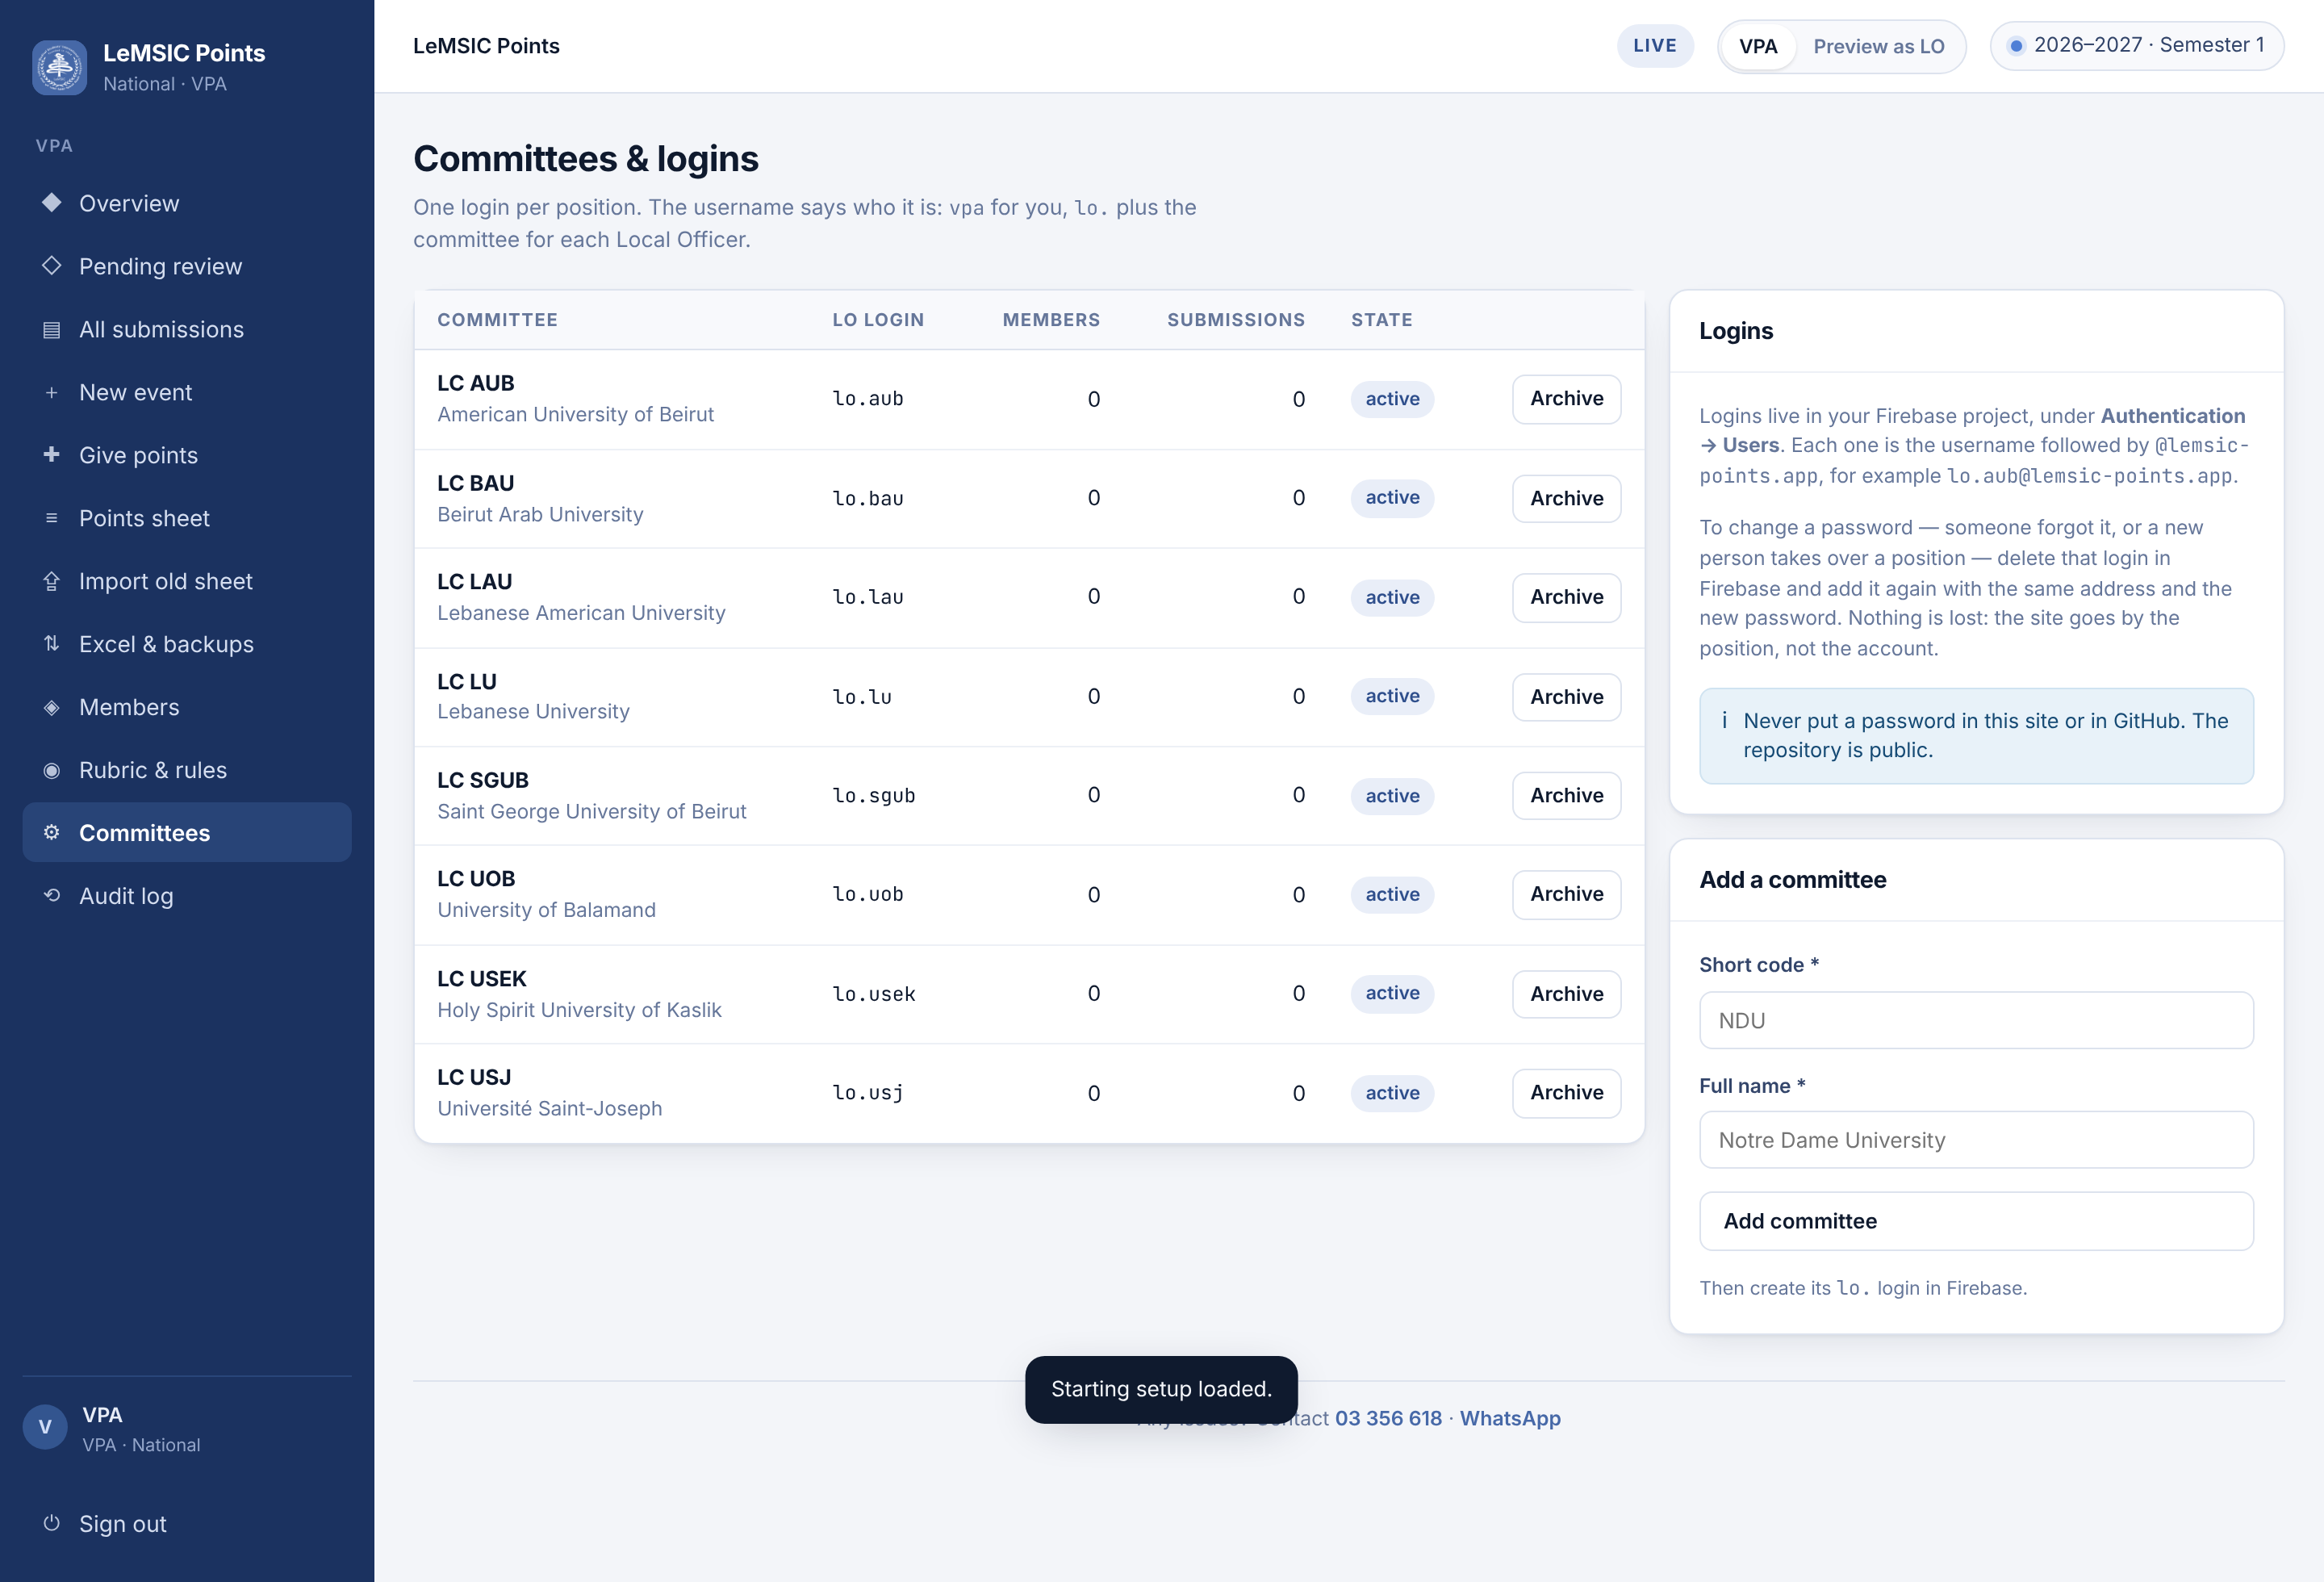 LeMSIC Points
National · VPA
VPA
Overview
Pending review
All submissions
New event
Give points
Points sheet
Import old sheet
Excel & backups
Members
Rubric & rules
Committees
Audit log
V
VPA
VPA · National
Sign out
LeMSIC Points
LIVE
VPA
Preview as LO
2026–2027 · Semester 1
Committees & logins
One login per position. The username says who it is: vpa for you, lo. plus the
committee for each Local Officer.
COMMITTEE LO LOGIN MEMBERS SUBMISSIONS STATE
LC AUB
American University of Beirut
lo.aub 0 0 active Archive
LC BAU
Beirut Arab University
lo.bau 0 0 active Archive
LC LAU
Lebanese American University
lo.lau 0 0 active Archive
LC LU
Lebanese University
lo.lu 0 0 active Archive
LC SGUB
Saint George University of Beirut
lo.sgub 0 0 active Archive
LC UOB
University of Balamand
lo.uob 0 0 active Archive
LC USEK
Holy Spirit University of Kaslik
lo.usek 0 0 active Archive
LC USJ
Université Saint-Joseph
lo.usj 0 0 active Archive
Logins
Logins live in your Firebase project, under Authentication
→ Users. Each one is the username followed by @lemsic-
points.app, for example lo.aub@lemsic-points.app.
To change a password — someone forgot it, or a new
person takes over a position — delete that login in
Firebase and add it again with the same address and the
new password. Nothing is lost: the site goes by the
position, not the account.
i Never put a password in this site or in GitHub. The
repository is public.
Add a committee
Short code *
NDU
Full name *
Notre Dame University
Add committee
Then create its lo. login in Firebase.
Starting setup loaded.
03 356 618 · WhatsApp